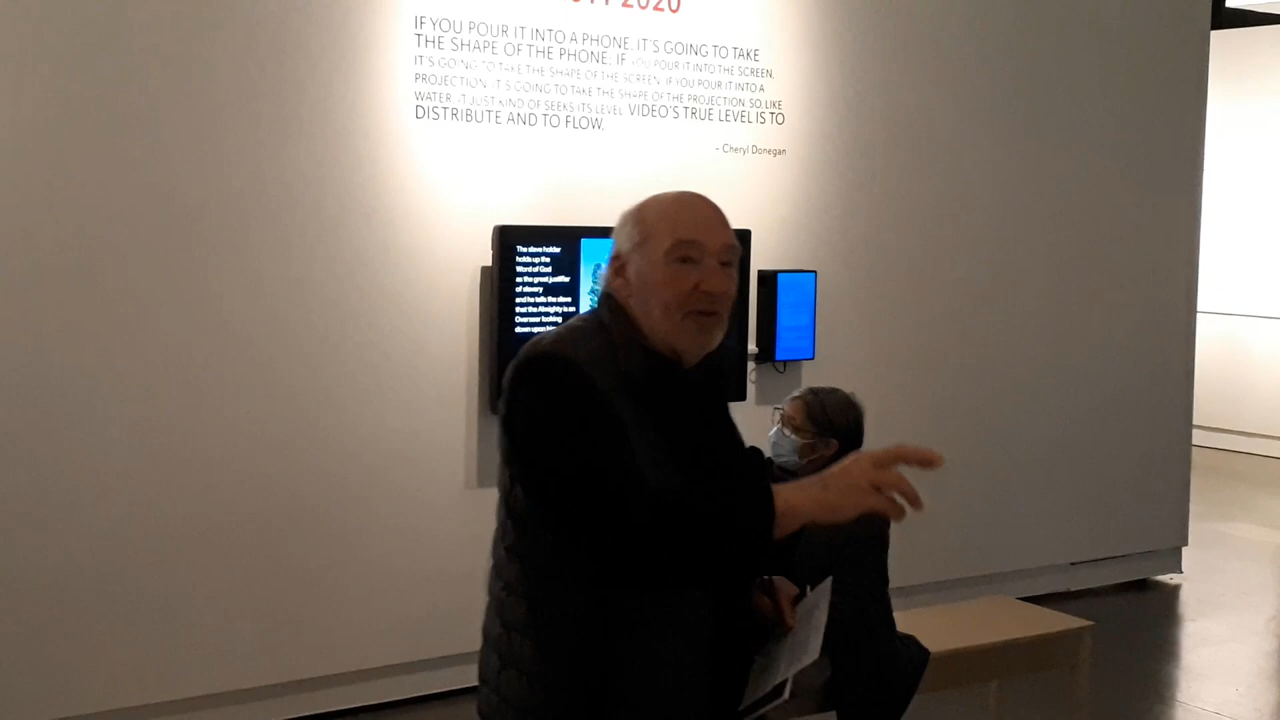 2020
IF YOU POUR IT INTO A PHONE, IT'S GOING TO TAKE
THE SHAPE OF THE PHONE; IF YOU POUR IT INTO THE SCREEN,
IT'S GOING TO TAKE THE SHAPE OF THE SCREEN. IF YOU POUR IT INTO A
PROJECTION, IT'S GOING TO TAKE THE SHAPE OF THE PROJECTION. SO, LIKE
WATER, IT JUST KIND OF SEEKS ITS LEVEL. VIDEO'S TRUE LEVEL IS TO
DISTRIBUTE AND TO FLOW.
- Cheryl Donegan
The slave holder
holds up the
Word of God
as the great justifier
of slavery
and he tells the slave
that the Almighty is an
Overseer looking
down upon